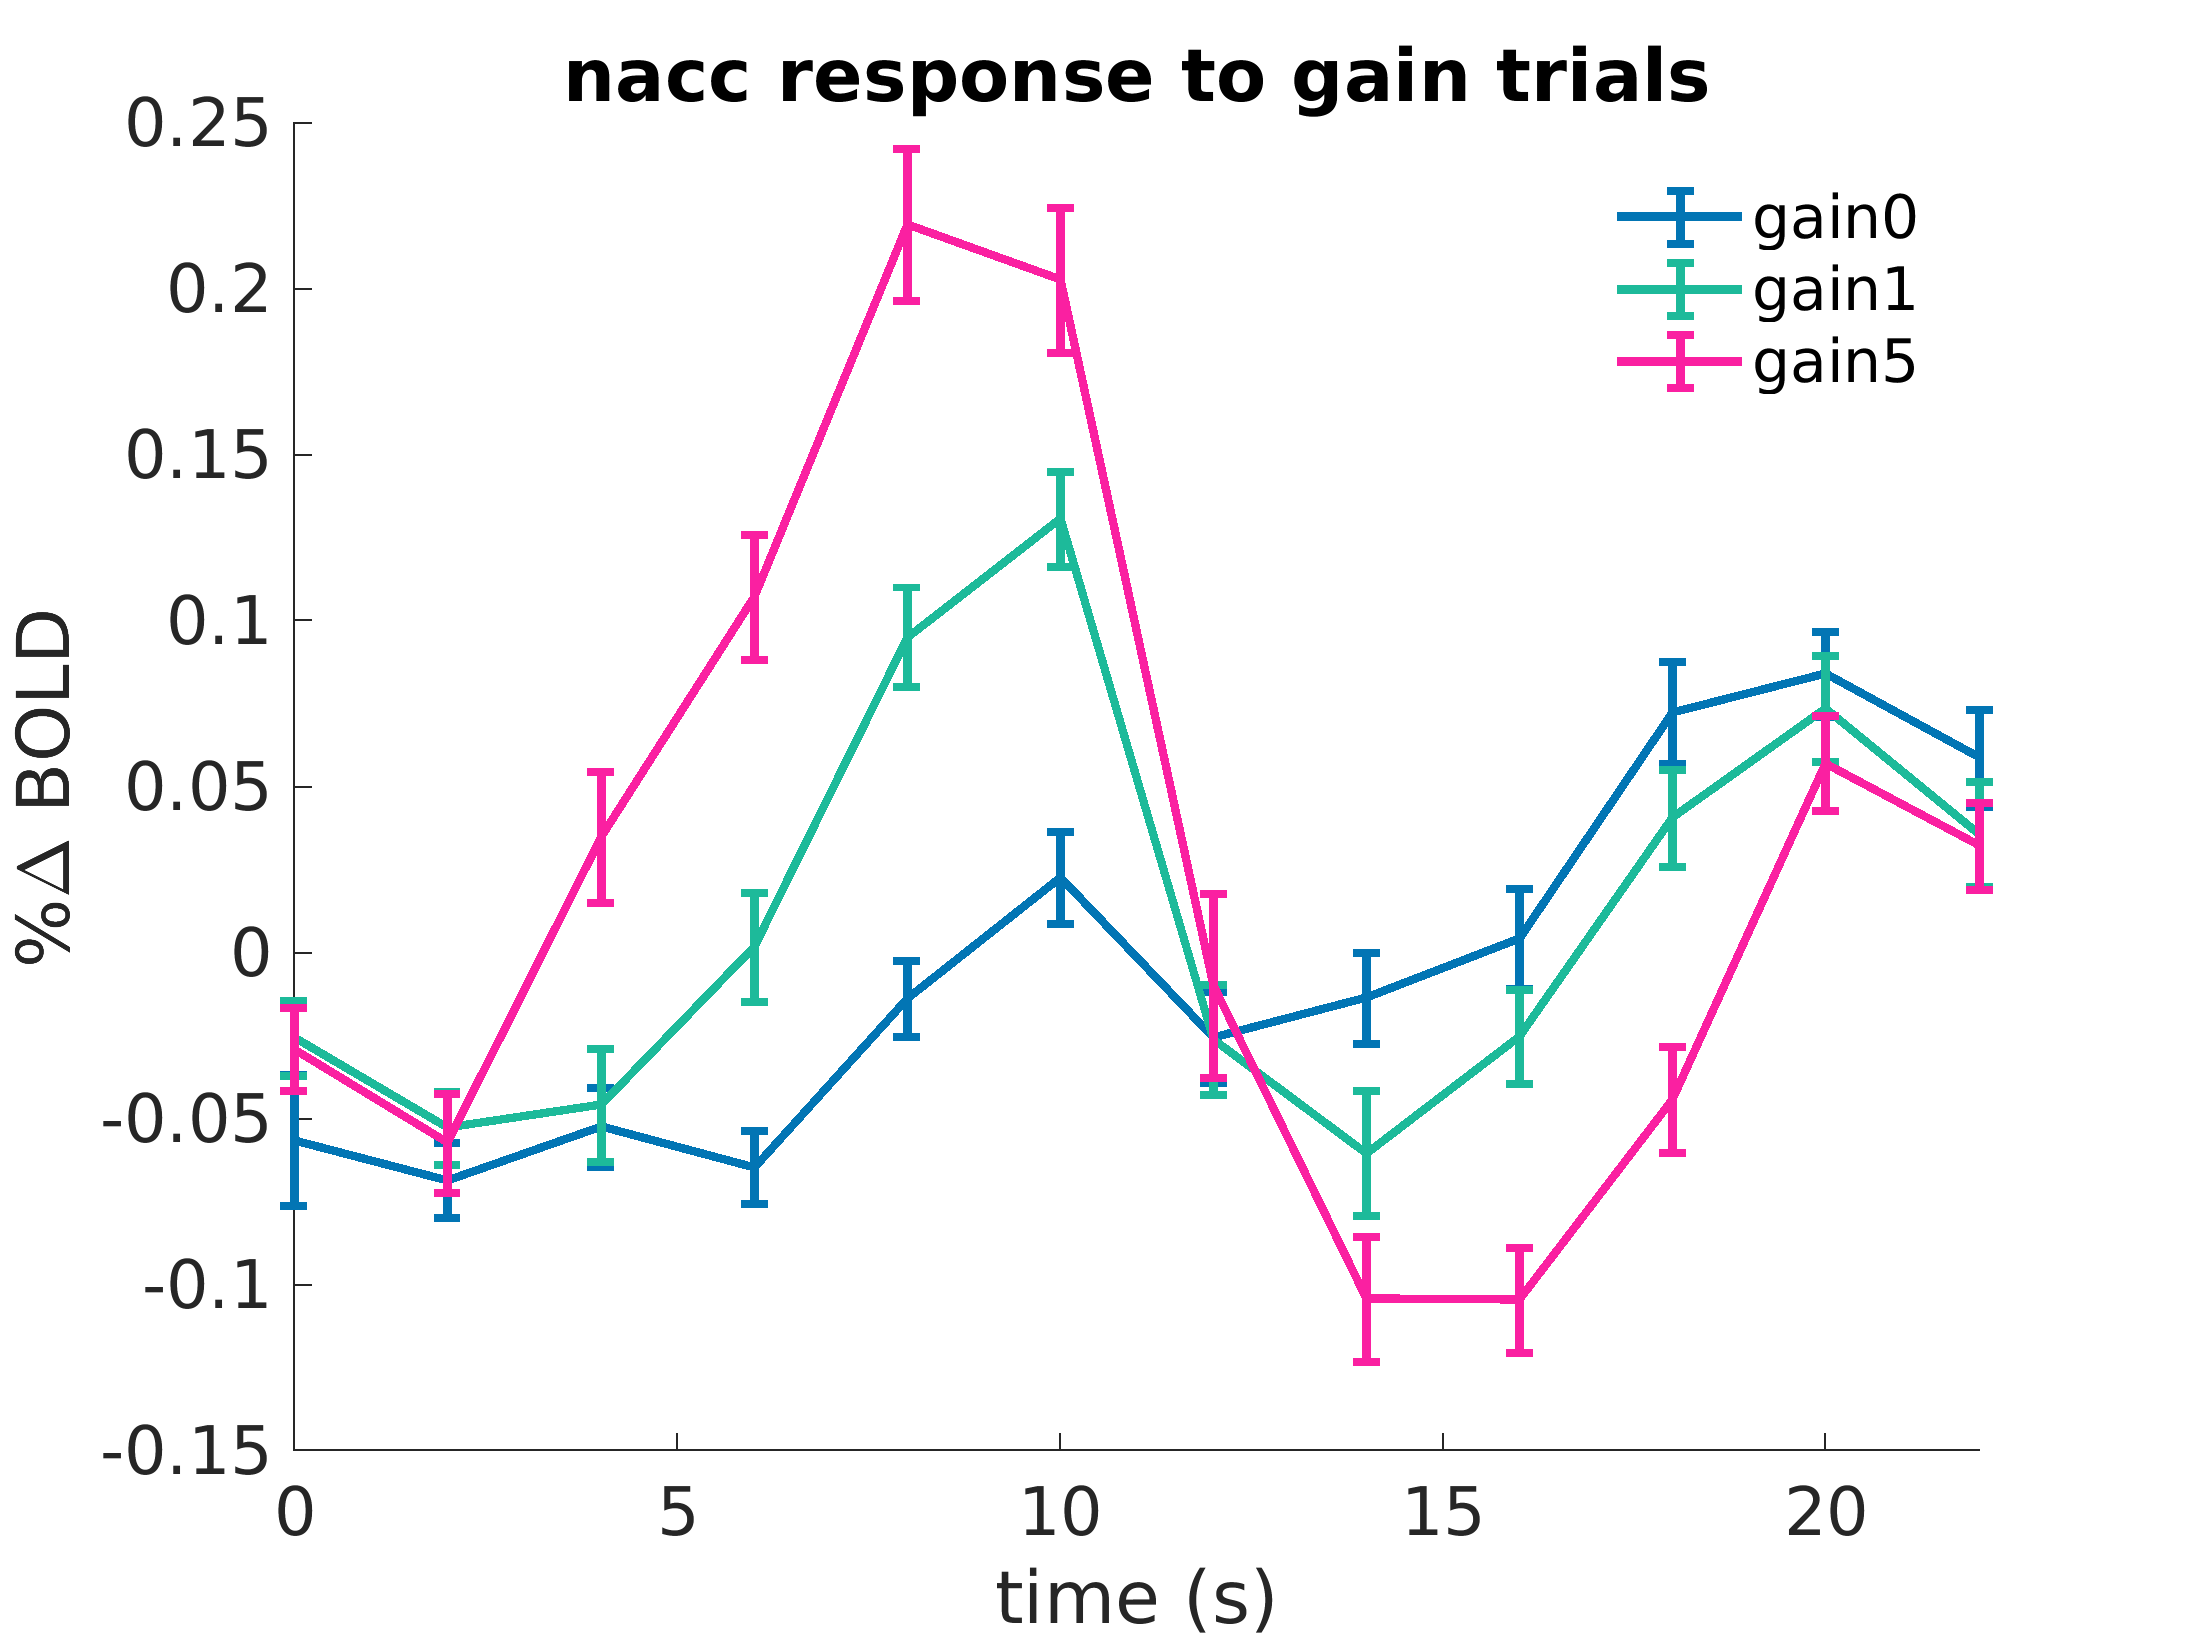 nacc response to gain trials
0.25
0.2
0.15
0.1
0.05
0
-0.05
-0.1
-0.15
%Δ BOLD
gain0
gain1
gain5
0 5 10 15 20
time (s)